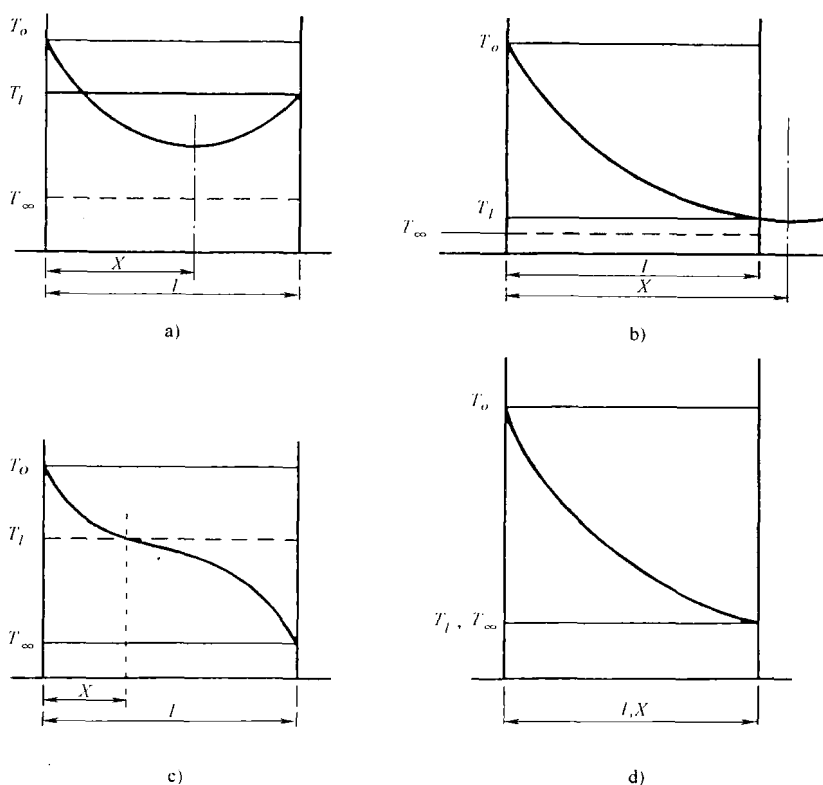 T_o
T_l
T_∞
X
l
a)
T_o
T_l
T_∞
l
X
b)
T_o
T_l
T_∞
X
l
c)
T_o
T_l , T_∞
l,X
d)